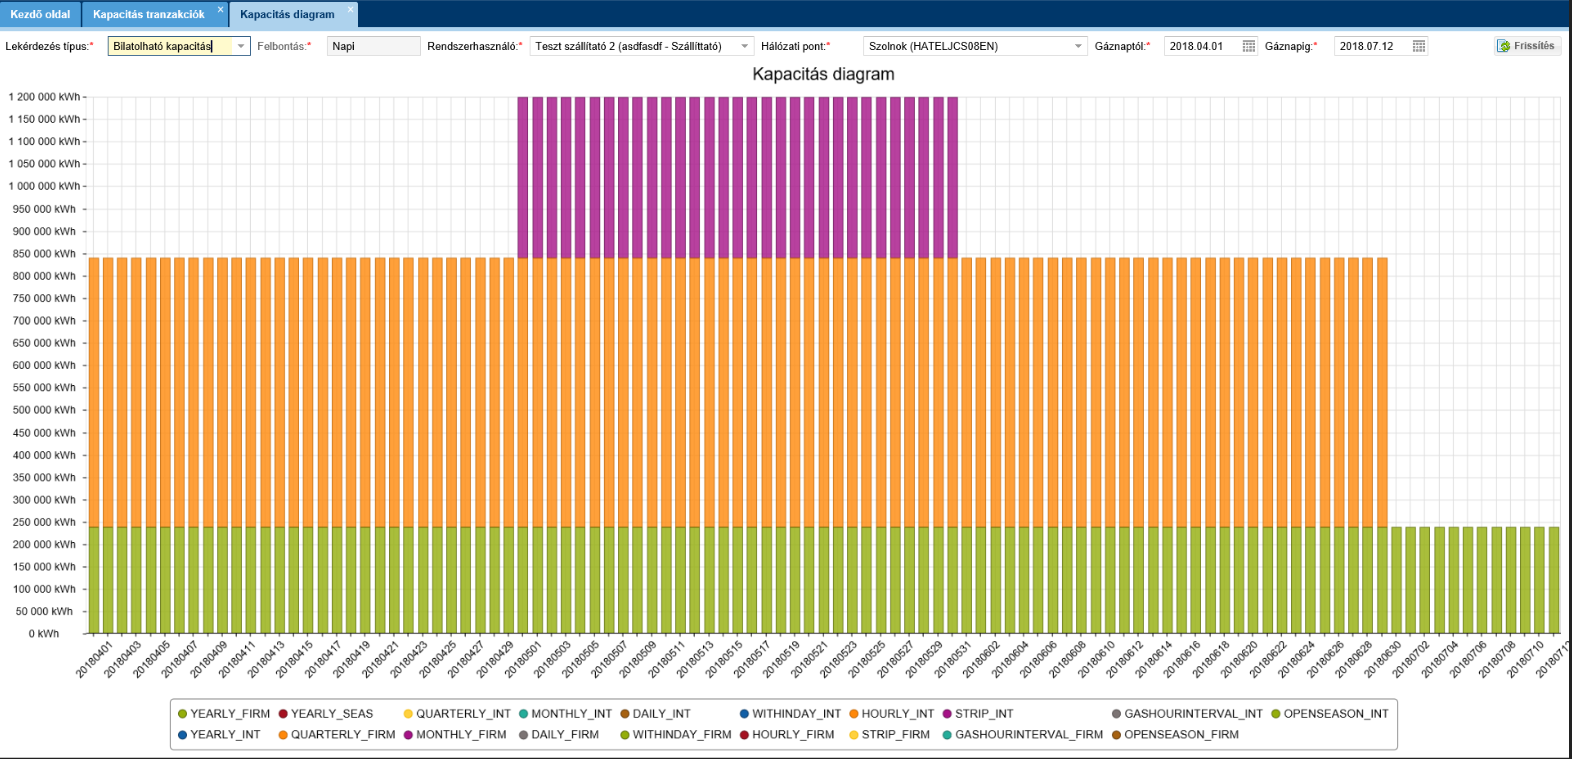 Kezdő oldal Kapacitás tranzakciók × Kapacitás diagram ×
Lekérdezés típus:* Bilatolható kapacitás Felbontás:* Napi Rendszerhasználó:* Teszt szállítató 2 (asdfasdf - Szállíttató) Hálózati pont:* Szolnok (HATELJCS08EN) Gáznaptól:* 2018.04.01 Gáznapig:* 2018.07.12 Frissítés
Kapacitás diagram
1 200 000 kWh
1 150 000 kWh
1 100 000 kWh
1 050 000 kWh
1 000 000 kWh
950 000 kWh
900 000 kWh
850 000 kWh
800 000 kWh
750 000 kWh
700 000 kWh
650 000 kWh
600 000 kWh
550 000 kWh
500 000 kWh
450 000 kWh
400 000 kWh
350 000 kWh
300 000 kWh
250 000 kWh
200 000 kWh
150 000 kWh
100 000 kWh
50 000 kWh
0 kWh
20180401 20180403 20180405 20180407 20180409 20180411 20180413 20180415 20180417 20180419 20180421 20180423 20180425 20180427 20180429 20180501 20180503 20180505 20180507 20180509 20180511 20180513 20180515 20180517 20180519 20180521 20180523 20180525 20180527 20180529 20180531 20180602 20180604 20180606 20180608 20180610 20180612 20180614 20180616 20180618 20180620 20180622 20180624 20180626 20180628 20180630 20180702 20180704 20180706 20180708 20180710
YEARLY_FIRM YEARLY_SEAS QUARTERLY_INT MONTHLY_INT DAILY_INT WITHINDAY_INT HOURLY_INT STRIP_INT GASHOURINTERVAL_INT OPENSEASON_INT
YEARLY_INT QUARTERLY_FIRM MONTHLY_FIRM DAILY_FIRM WITHINDAY_FIRM HOURLY_FIRM STRIP_FIRM GASHOURINTERVAL_FIRM OPENSEASON_FIRM